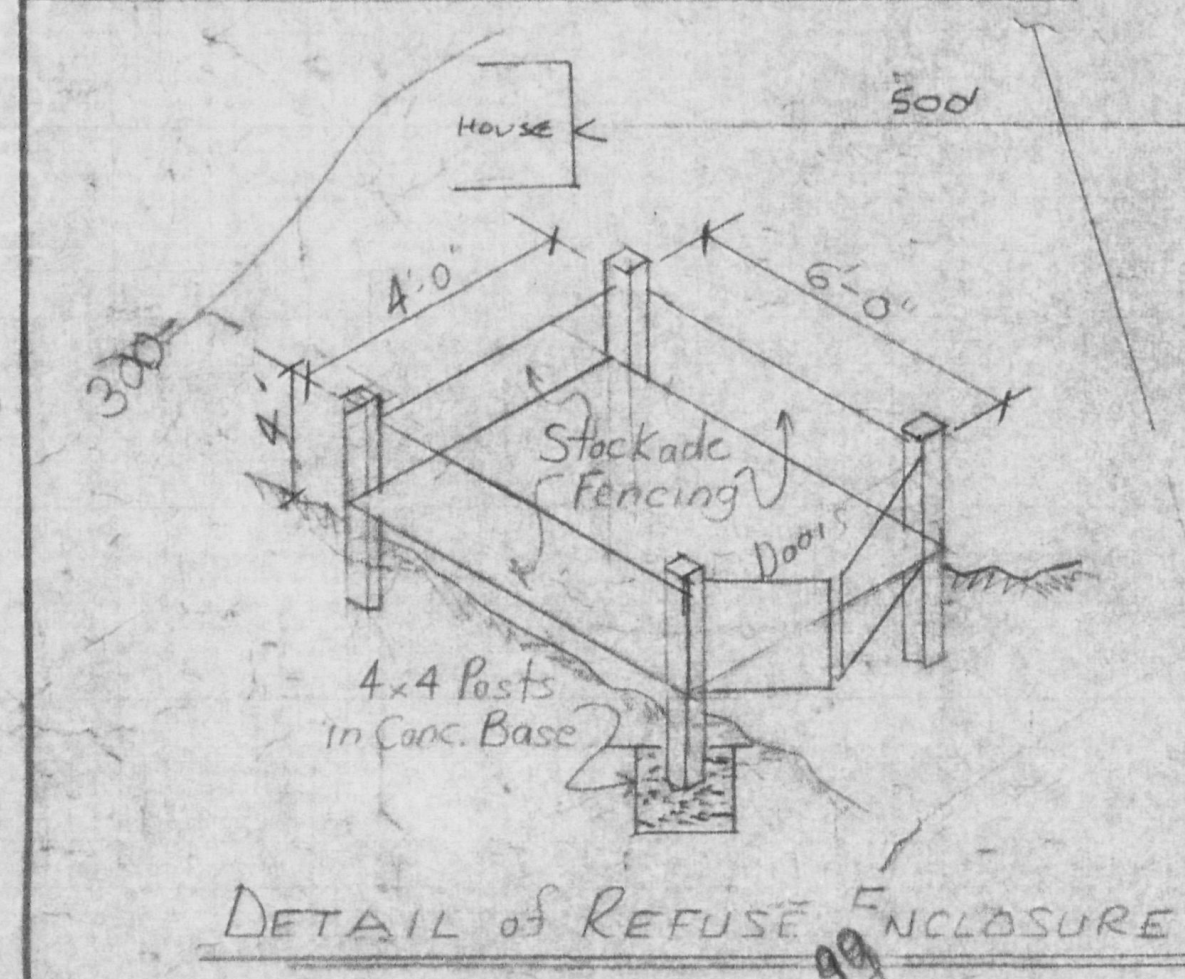 HOUSE
Sod
4'-0"
6'-0"
300
4'
Stockade
Fencing
Doors
4x4 Posts
in Conc. Base
DETAIL of REFUSE ENCLOSURE
99